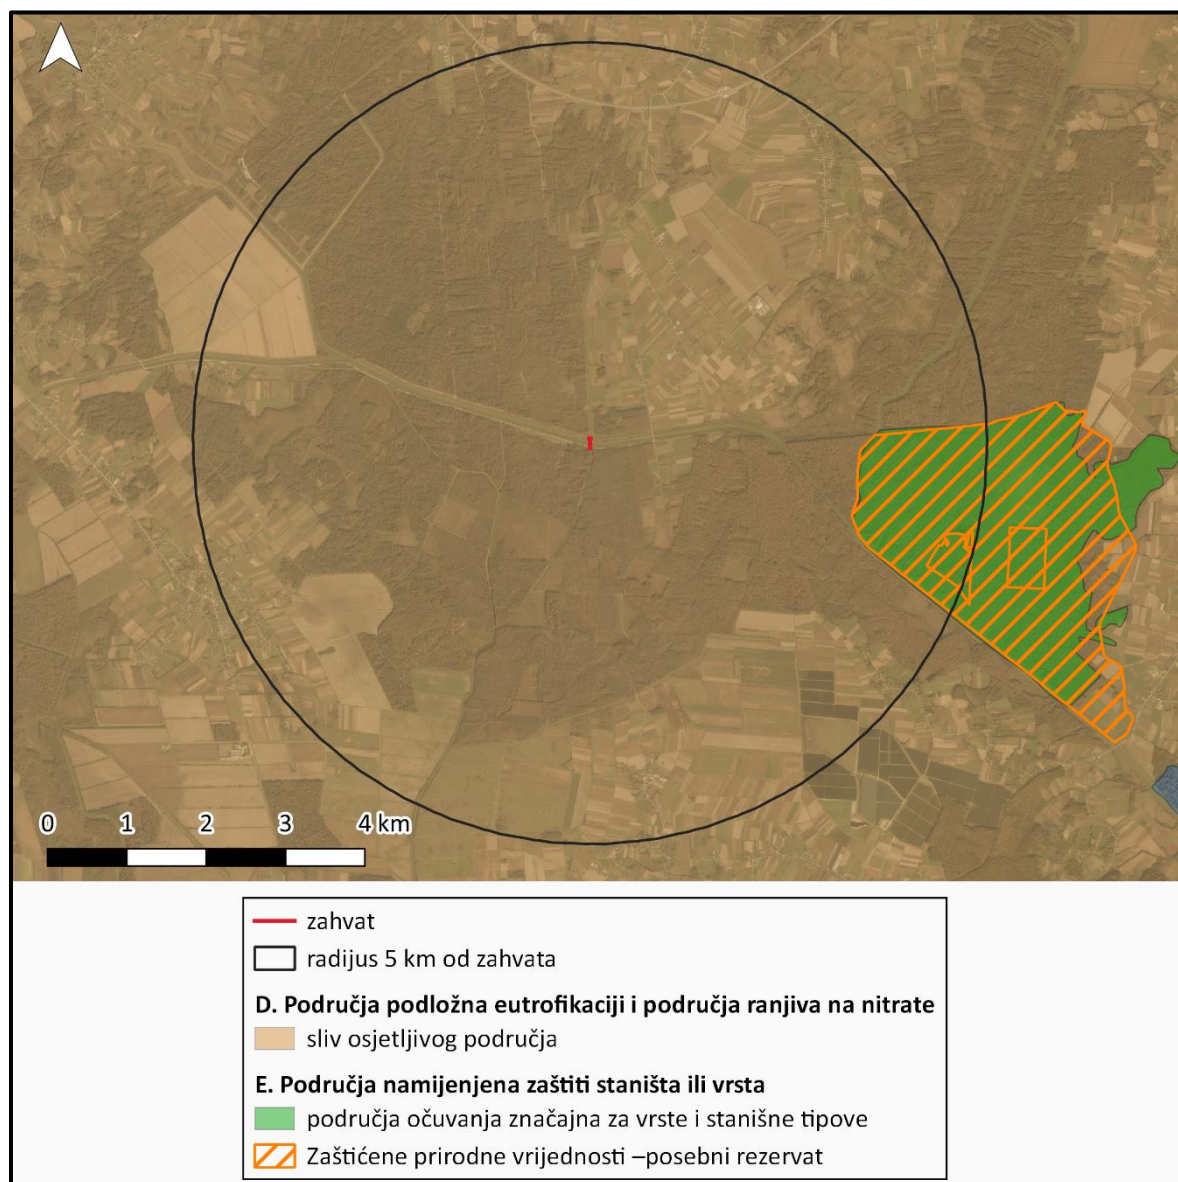 0 1 2 3 4 km
zahvat
radijus 5 km od zahvata
D. Područja podložna eutrofikaciji i područja ranjiva na nitrate
sliv osjetljivog područja
E. Područja namijenjena zaštiti staništa ili vrsta
područja očuvanja značajna za vrste i stanišne tipove
Zaštićene prirodne vrijednosti –posebni rezervat